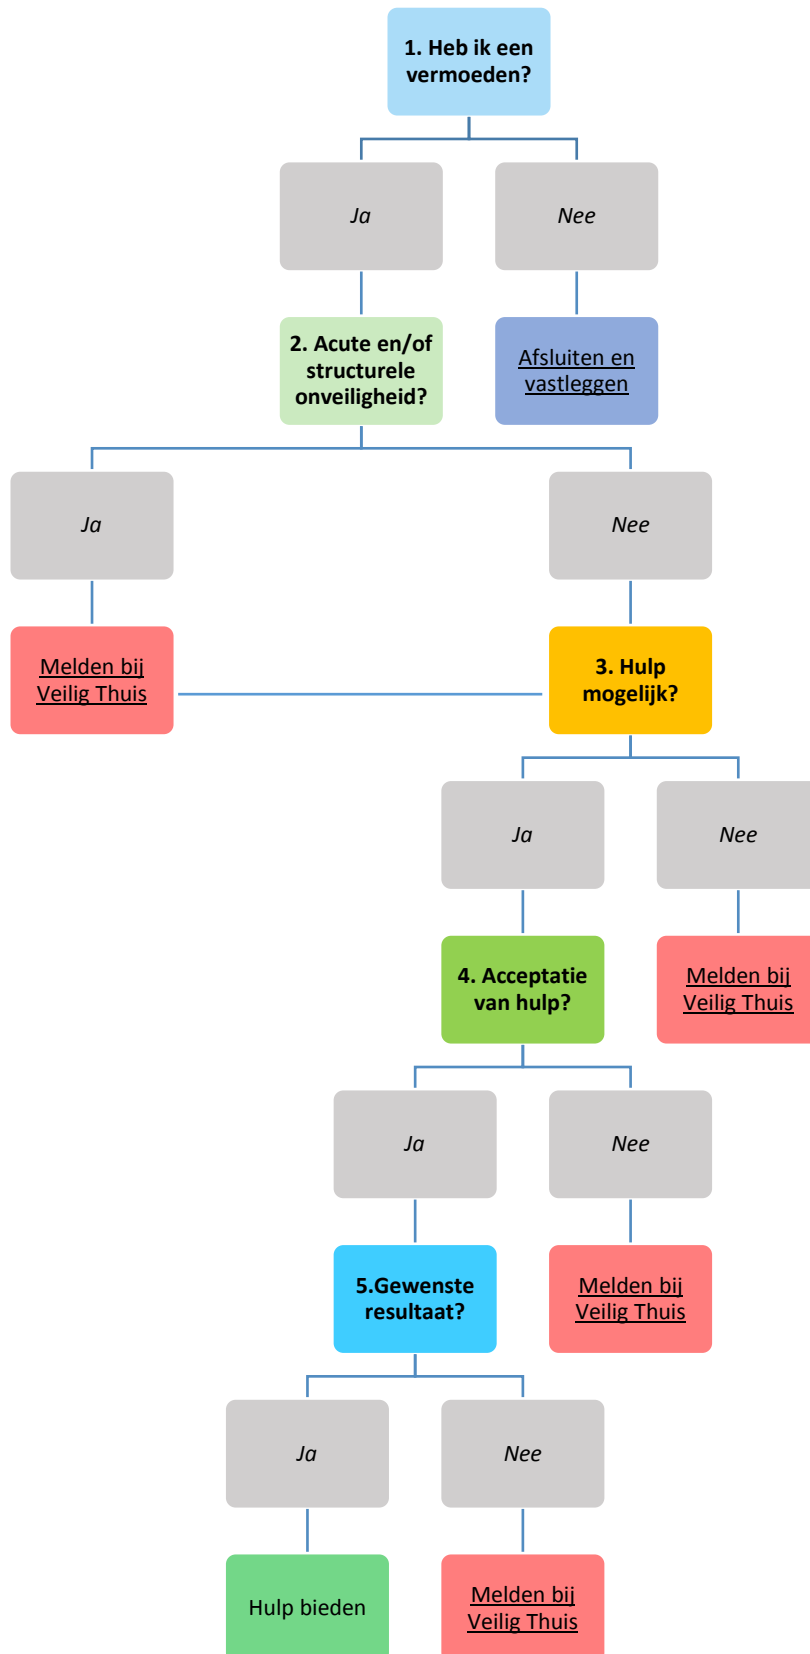 1. Heb ik een
vermoeden?
Ja
Nee
2. Acute en/of
structurele
onveiligheid?
Afsluiten en
vastleggen
Ja
Nee
Melden bij
Veilig Thuis
3. Hulp
mogelijk?
Ja
Nee
4. Acceptatie
van hulp?
Melden bij
Veilig Thuis
Ja
Nee
5.Gewenste
resultaat?
Melden bij
Veilig Thuis
Ja
Nee
Hulp bieden
Melden bij
Veilig Thuis